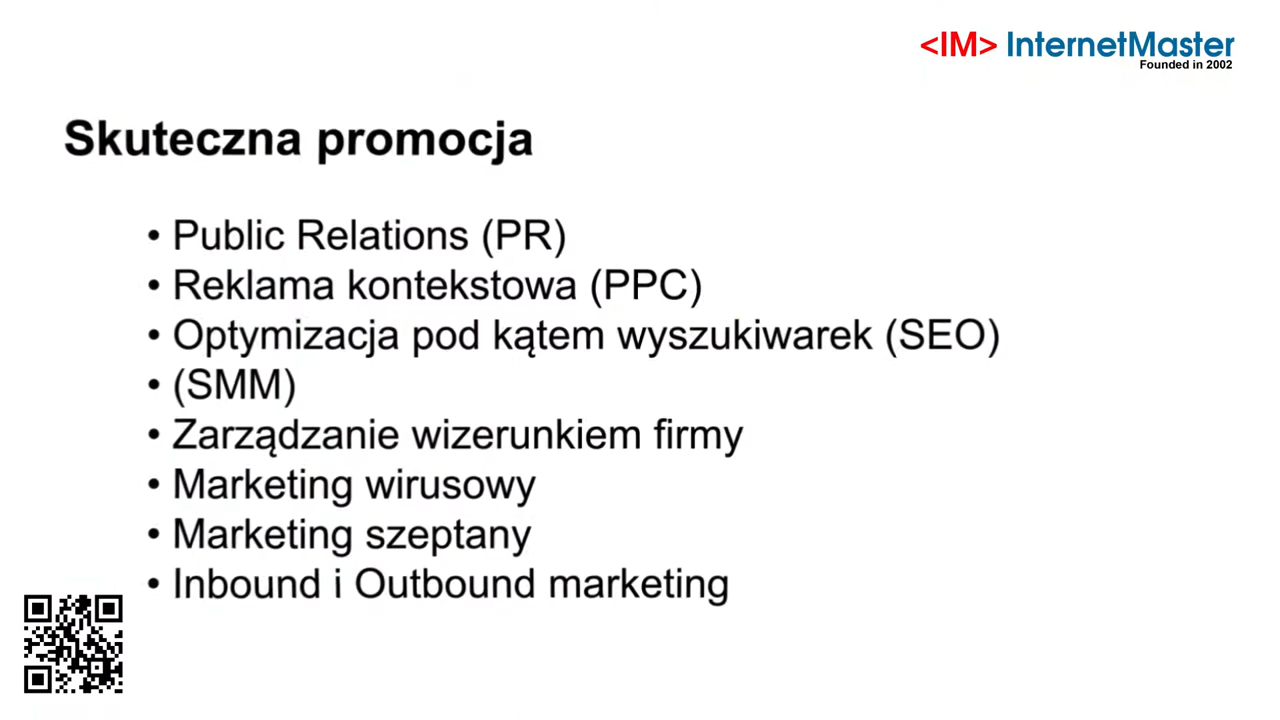 <IM> InternetMaster
Founded in 2002
Skuteczna promocja
• Public Relations (PR)
• Reklama kontekstowa (PPC)
• Optymizacja pod kątem wyszukiwarek (SEO)
• (SMM)
• Zarządzanie wizerunkiem firmy
• Marketing wirusowy
• Marketing szeptany
• Inbound i Outbound marketing